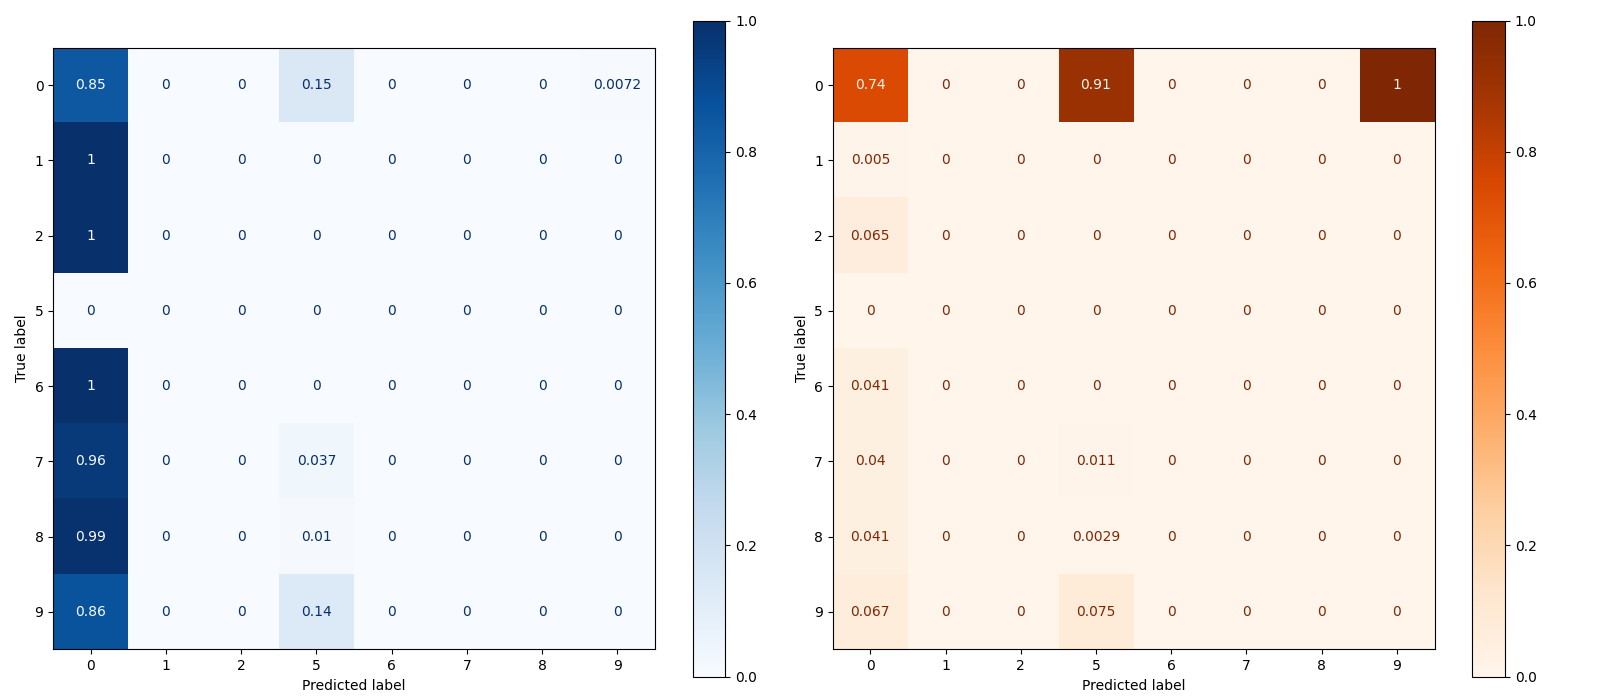 0 0.85 0 0 0.15 0 0 0 0.0072
1 1 0 0 0 0 0 0 0
2 1 0 0 0 0 0 0 0
5 0 0 0 0 0 0 0 0
6 1 0 0 0 0 0 0 0
7 0.96 0 0 0.037 0 0 0 0
8 0.99 0 0 0.01 0 0 0 0
9 0.86 0 0 0.14 0 0 0 0
0 1 2 5 6 7 8 9
Predicted label
True label
1.0
0.8
0.6
0.4
0.2
0.0
0 0.74 0 0 0.91 0 0 0 1
1 0.005 0 0 0 0 0 0 0
2 0.065 0 0 0 0 0 0 0
5 0 0 0 0 0 0 0 0
6 0.041 0 0 0 0 0 0 0
7 0.04 0 0 0.011 0 0 0 0
8 0.041 0 0 0.0029 0 0 0 0
9 0.067 0 0 0.075 0 0 0 0
0 1 2 5 6 7 8 9
Predicted label
True label
1.0
0.8
0.6
0.4
0.2
0.0